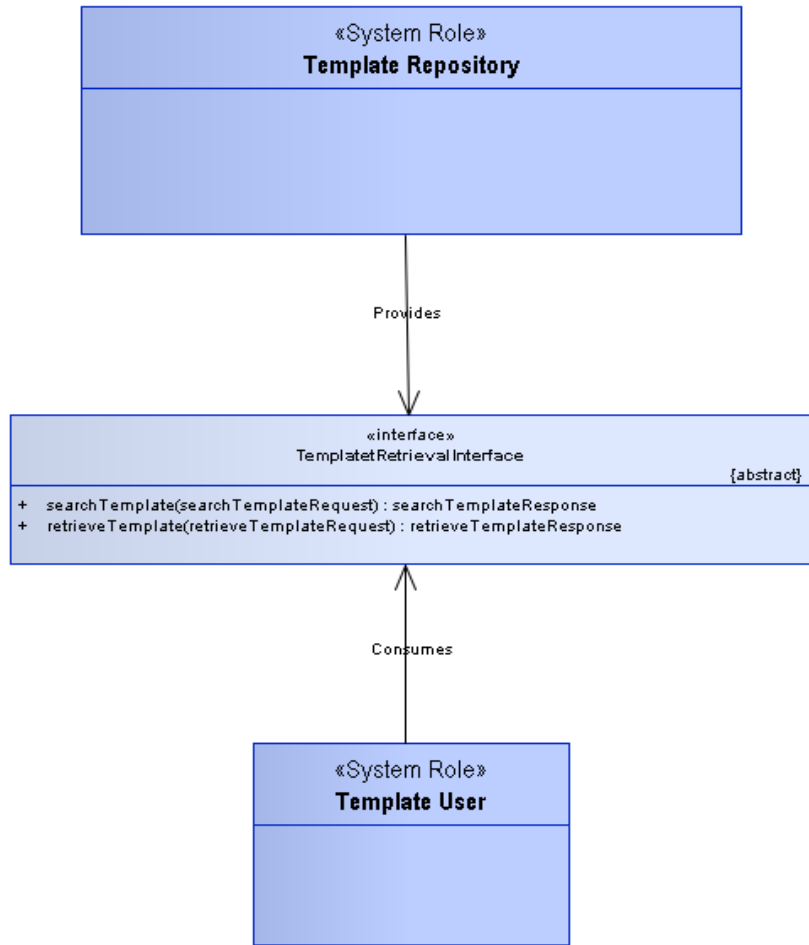 «System Role»
Template Repository
Provides
«interface»
TemplatetRetrievalInterface
{abstract}
+ searchTemplate(searchTemplateRequest) : searchTemplateResponse
+ retrieveTemplate(retrieveTemplateRequest) : retrieveTemplateResponse
Consumes
«System Role»
Template User